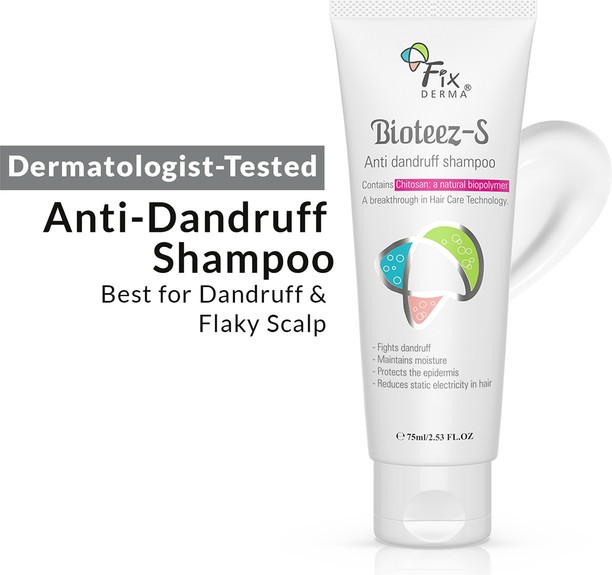 Dermatologist-Tested
Anti-Dandruff
Shampoo
Best for Dandruff &
Flaky Scalp
Fix
DERMA®
Bioteez-S
Anti dandruff shampoo
Contains Chitosan: a natural biopolymer
A breakthrough in Hair Care Technology.
- Fights dandruff
- Maintains moisture
- Protects the epidermis
- Reduces static electricity in hair
℮ 75ml/2.53 FL.OZ